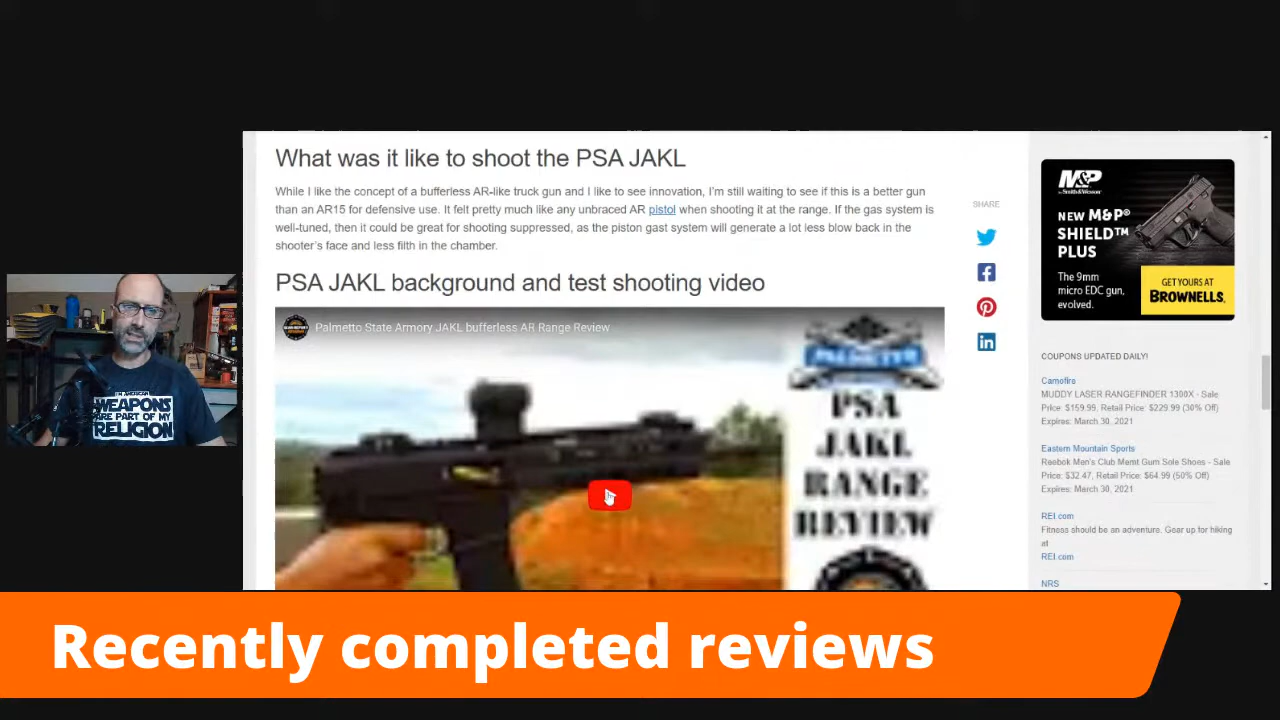 What was it like to shoot the PSA JAKL
While I like the concept of a bufferless AR-like truck gun and I like to see innovation, I'm still waiting to see if this is a better gun
than an AR15 for defensive use. It felt pretty much like any unbraced AR pistol when shooting it at the range. If the gas system is
well-tuned, then it could be great for shooting suppressed, as the piston gast system will generate a lot less blow back in the
shooter's face and less filth in the chamber.
PSA JAKL background and test shooting video
Palmetto State Armory JAKL bufferless AR Range Review
PALMETTO
PSA
JAKL
RANGE
REVIEW
SHARE
M&P
by Smith&Wesson
NEW M&P®
SHIELD™
PLUS
The 9mm
micro EDC gun,
evolved.
GET YOURS AT
BROWNELLS.
COUPONS UPDATED DAILY!
Camofire
MUDDY LASER RANGEFINDER 1300X - Sale
Price: $159.99, Retail Price: $229.99 (30% Off)
Expires: March 30, 2021
Eastern Mountain Sports
Reebok Men's Club Memt Gum Sole Shoes - Sale
Price: $32.47, Retail Price: $64.99 (50% Off)
Expires: March 30, 2021
REI.com
Fitness should be an adventure. Gear up for hiking
at
REI.com
NRS
I'M AMERICAN
WEAPONS
ARE PART OF MY
RELIGION
Recently completed reviews